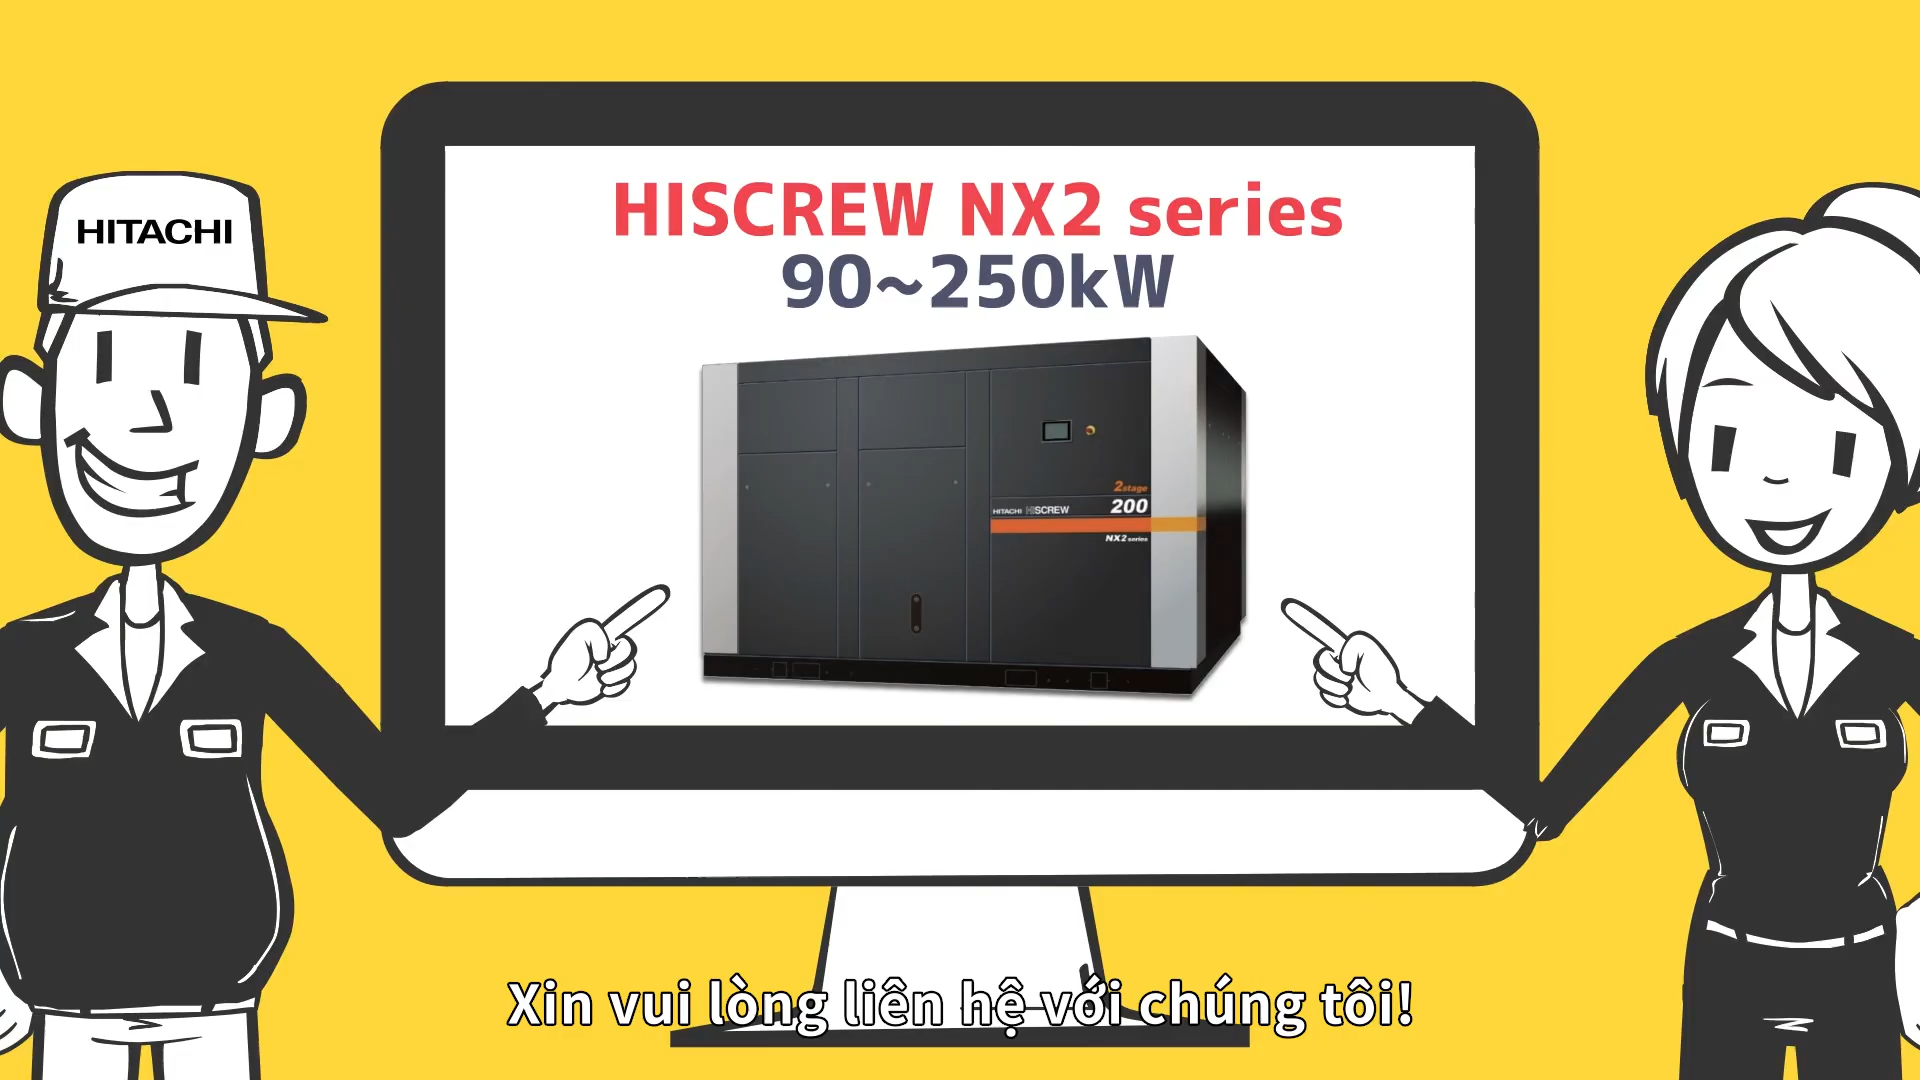 HISCREW NX2 series
90~250kW
HITACHI
2stage
HITACHI HISCREW 200
NX2 series
Xin vui lòng liên hệ với chúng tôi!